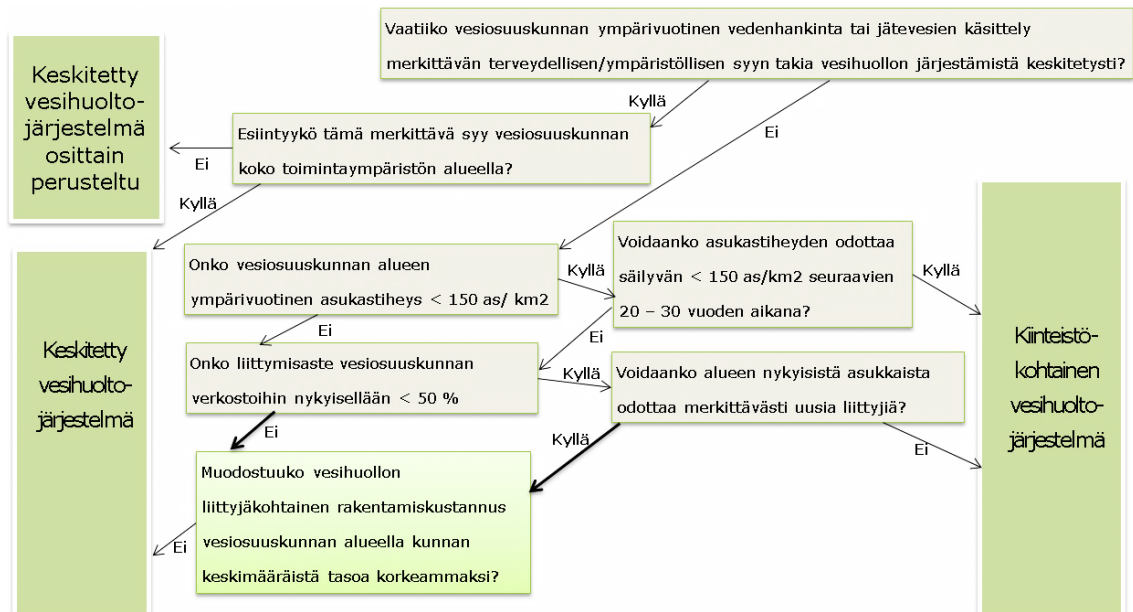 Vaatiiko vesiosuuskunnan ympärivuotinen vedenhankinta tai jätevesien käsittely
merkittävän terveydellisen/ympäristöllisen syyn takia vesihuollon järjestämistä keskitetysti?
Keskitetty
vesihuolto-
järjestelmä
osittain
perusteltu
Kyllä
Ei
Esiintyykö tämä merkittävä syy vesiosuuskunnan
koko toimintaympäristön alueella?
Ei
Kyllä
Onko vesiosuuskunnan alueen
ympärivuotinen asukastiheys < 150 as/ km2
Kyllä
Voidaanko asukastiheyden odottaa
säilyvän < 150 as/km2 seuraavien
20 – 30 vuoden aikana?
Kyllä
Ei
Ei
Keskitetty
vesihuolto-
järjestelmä
Onko liittymisaste vesiosuuskunnan
verkostoihin nykyisellään < 50 %
Kyllä
Voidaanko alueen nykyisistä asukkaista
odottaa merkittävästi uusia liittyjiä?
Kiinteistö-
kohtainen
vesihuolto-
järjestelmä
Ei
Kyllä
Ei
Muodostuuko vesihuollon
liittyjäkohtainen rakentamiskustannus
vesiosuuskunnan alueella kunnan
keskimääräistä tasoa korkeammaksi?
Ei